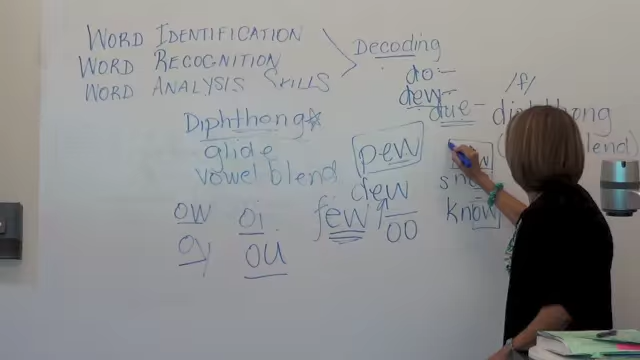 WORD IDENTIFICATION
WORD RECOGNITION
WORD ANALYSIS SKILLS
Decoding
do-
dew-
due-
/f/
diphthong
blend)
Diphthong
glide
vowel blend
ow oi
oy ou
pew
dew
few
oo
know